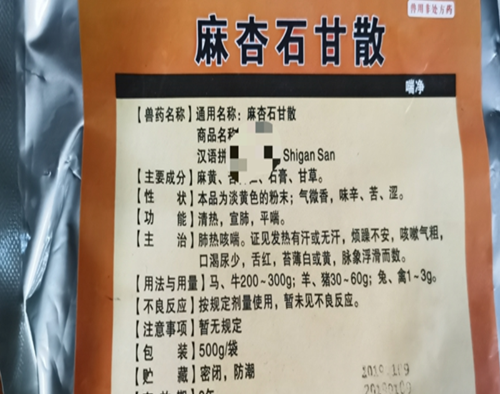 兽用非处方药
麻杏石甘散
喘净
【兽药名称】通用名称：麻杏石甘散
商品名称
汉语拼 Shigan San
【主要成分】麻黄、石膏、甘草。
【性 状】本品为淡黄色的粉末；气微香，味辛、苦、涩。
【功 能】清热，宣肺，平喘。
【主 治】肺热咳喘。证见发热有汗或无汗，烦躁不安，咳嗽气粗，
口渴尿少，舌红，苔薄白或黄，脉象浮滑而数。
【用法与用量】马、牛200~300g；羊、猪30~60g；兔、禽1~3g。
【不良反应】按规定剂量使用，暂未见不良反应。
【注意事项】暂无规定
【包 装】500g/袋
【贮 藏】密闭，防潮